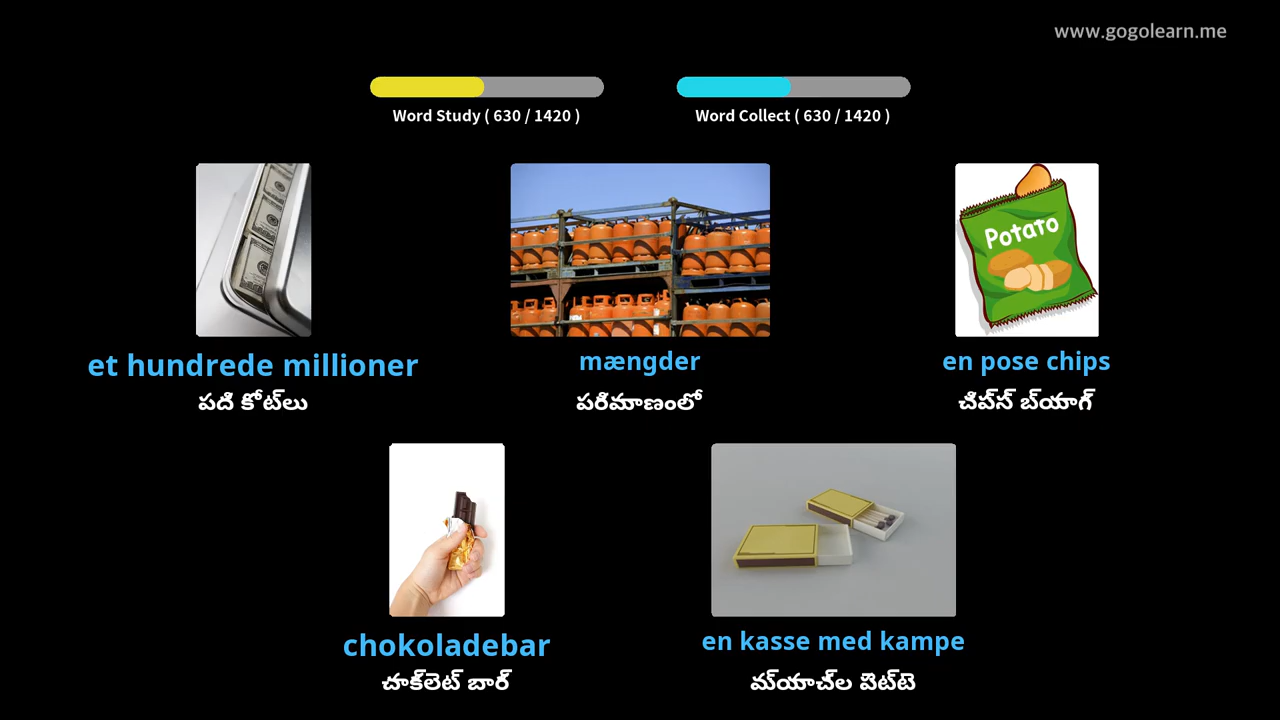 www.gogolearn.me
Word Study ( 630 / 1420 )
Word Collect ( 630 / 1420 )
Potato
et hundrede millioner
పది కోట్‌లు
mængder
పరిమాణంలో
en pose chips
చిప్‌స్ బ్‌యాగ్
chokoladebar
చాక్‌లెట్ బార్
en kasse med kampe
మ్‌యాచ్‌ల పెట్‌టె